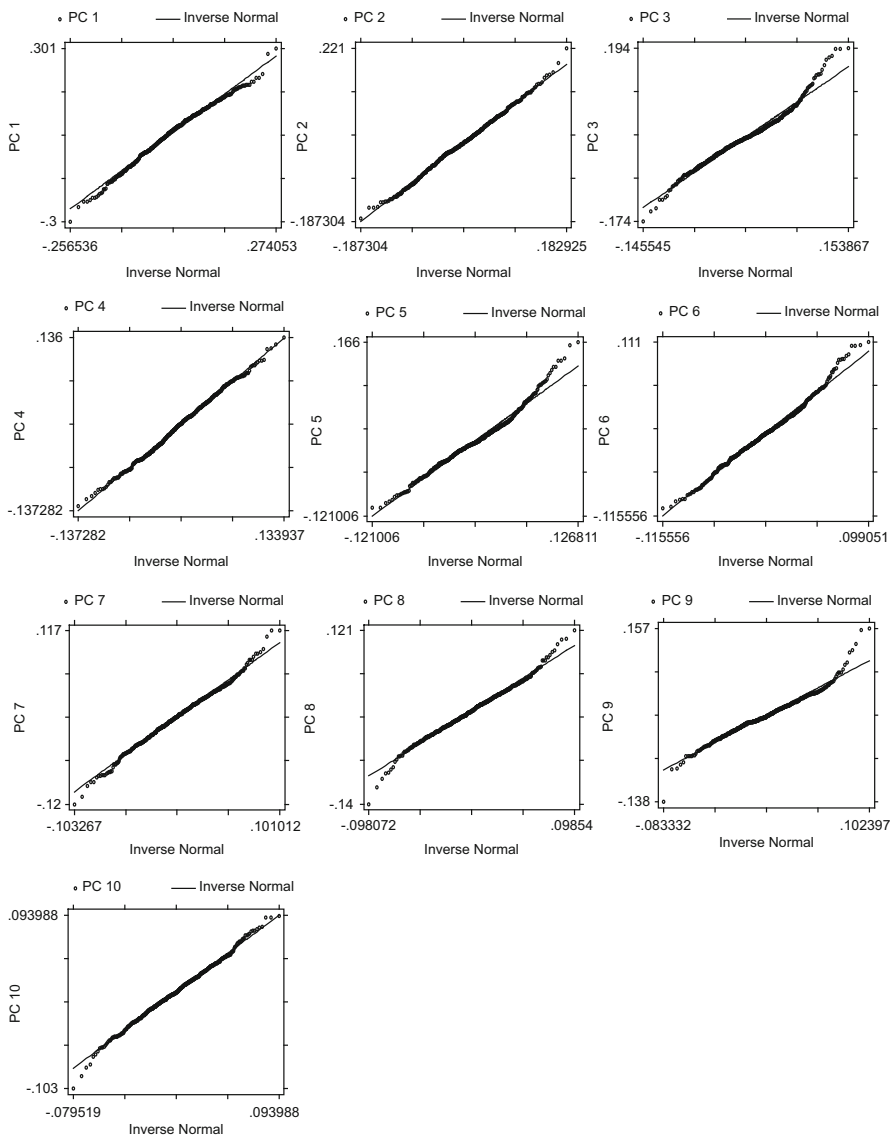 PC 1 Inverse Normal
.301
PC 1
-.3
-.256536 .274053
Inverse Normal
PC 2 Inverse Normal
.221
PC 2
-.187304
-.187304 .182925
Inverse Normal
PC 3 Inverse Normal
.194
PC 3
-.174
-.145545 .153867
Inverse Normal
PC 4 Inverse Normal
.136
PC 4
-.137282
-.137282 .133937
Inverse Normal
PC 5 Inverse Normal
.166
PC 5
-.121006
-.121006 .126811
Inverse Normal
PC 6 Inverse Normal
.111
PC 6
-.115556
-.115556 .099051
Inverse Normal
PC 7 Inverse Normal
.117
PC 7
-.12
-.103267 .101012
Inverse Normal
PC 8 Inverse Normal
.121
PC 8
-.14
-.098072 .09854
Inverse Normal
PC 9 Inverse Normal
.157
PC 9
-.138
-.083332 .102397
Inverse Normal
PC 10 Inverse Normal
.093988
PC 10
-.103
-.079519 .093988
Inverse Normal